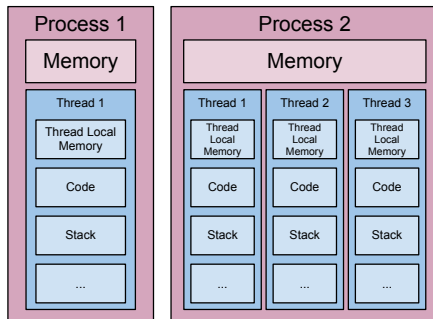 Process 1
Memory
Thread 1
Thread Local
Memory
Code
Stack
...
Process 2
Memory
Thread 1
Thread
Local
Memory
Code
Stack
...
Thread 2
Thread
Local
Memory
Code
Stack
...
Thread 3
Thread
Local
Memory
Code
Stack
...